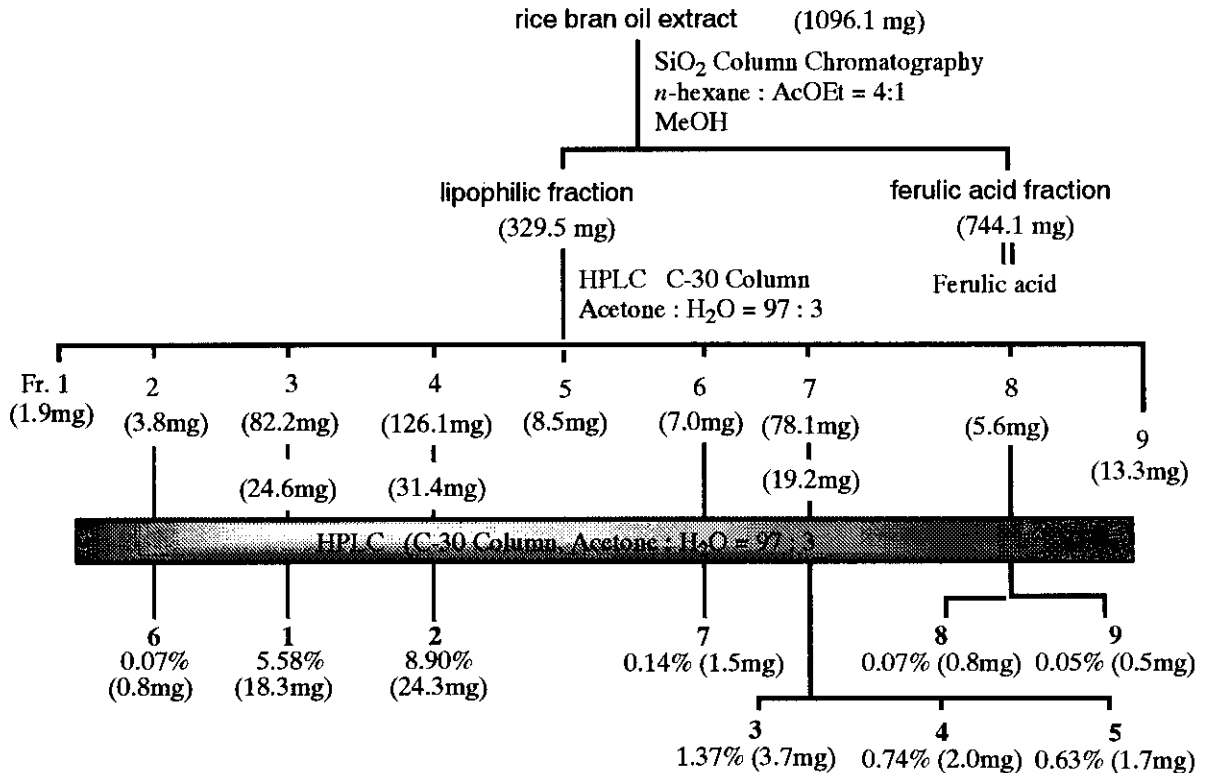 rice bran oil extract (1096.1 mg)
SiO₂ Column Chromatography
n-hexane : AcOEt = 4:1
MeOH
lipophilic fraction
(329.5 mg)
ferulic acid fraction
(744.1 mg)
Ferulic acid
HPLC C-30 Column
Acetone : H₂O = 97 : 3
Fr. 1 2 3 4 5 6 7 8 9
(1.9mg) (3.8mg) (82.2mg) (126.1mg) (8.5mg) (7.0mg) (78.1mg) (5.6mg) (13.3mg)
(24.6mg) (31.4mg) (19.2mg)
HPLC (C-30 Column, Acetone : H₂O = 97 : 3
6 1 2 7 8 9
0.07% 5.58% 8.90% 0.14% (1.5mg) 0.07% (0.8mg) 0.05% (0.5mg)
(0.8mg) (18.3mg) (24.3mg)
3 4 5
1.37% (3.7mg) 0.74% (2.0mg) 0.63% (1.7mg)